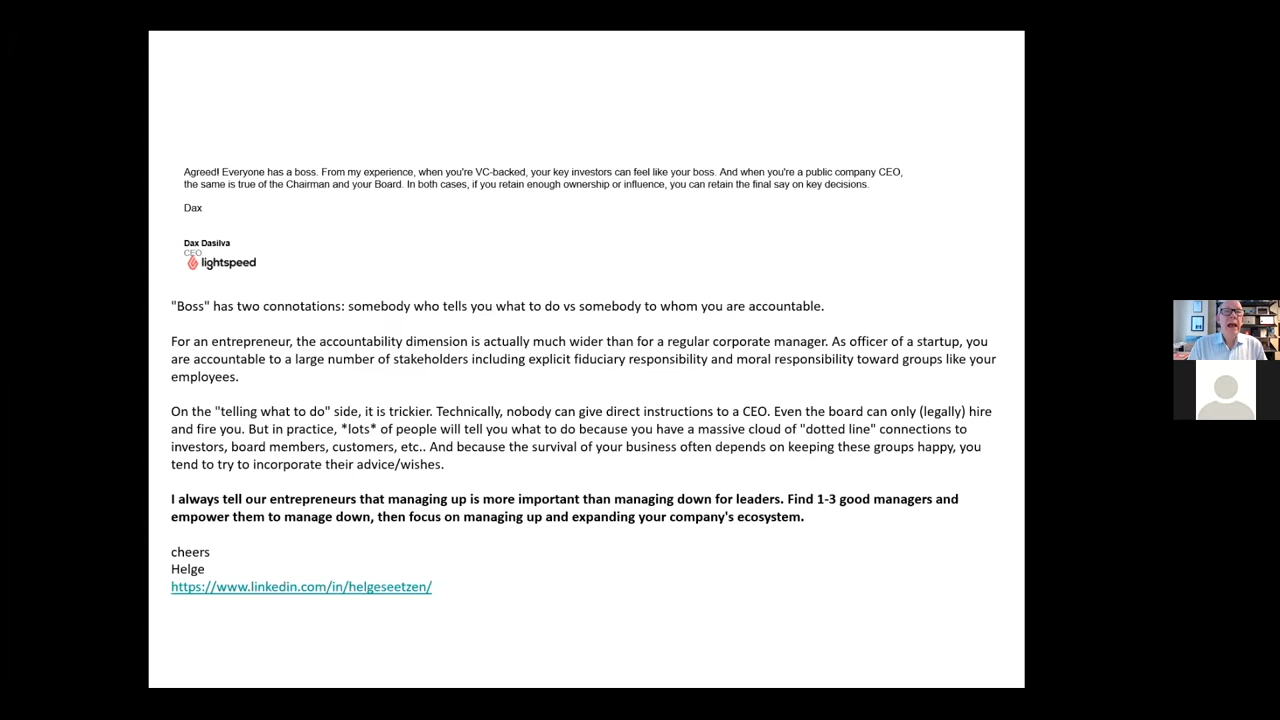 Agreed! Everyone has a boss. From my experience, when you're VC-backed, your key investors can feel like your boss. And when you're a public company CEO,
the same is true of the Chairman and your Board. In both cases, if you retain enough ownership or influence, you can retain the final say on key decisions.
Dax
Dax Dasilva
CEO
lightspeed
"Boss" has two connotations: somebody who tells you what to do vs somebody to whom you are accountable.
For an entrepreneur, the accountability dimension is actually much wider than for a regular corporate manager. As officer of a startup, you
are accountable to a large number of stakeholders including explicit fiduciary responsibility and moral responsibility toward groups like your
employees.
On the "telling what to do" side, it is trickier. Technically, nobody can give direct instructions to a CEO. Even the board can only (legally) hire
and fire you. But in practice, *lots* of people will tell you what to do because you have a massive cloud of "dotted line" connections to
investors, board members, customers, etc.. And because the survival of your business often depends on keeping these groups happy, you
tend to try to incorporate their advice/wishes.
I always tell our entrepreneurs that managing up is more important than managing down for leaders. Find 1-3 good managers and
empower them to manage down, then focus on managing up and expanding your company's ecosystem.
cheers
Helge
https://www.linkedin.com/in/helgeseetzen/